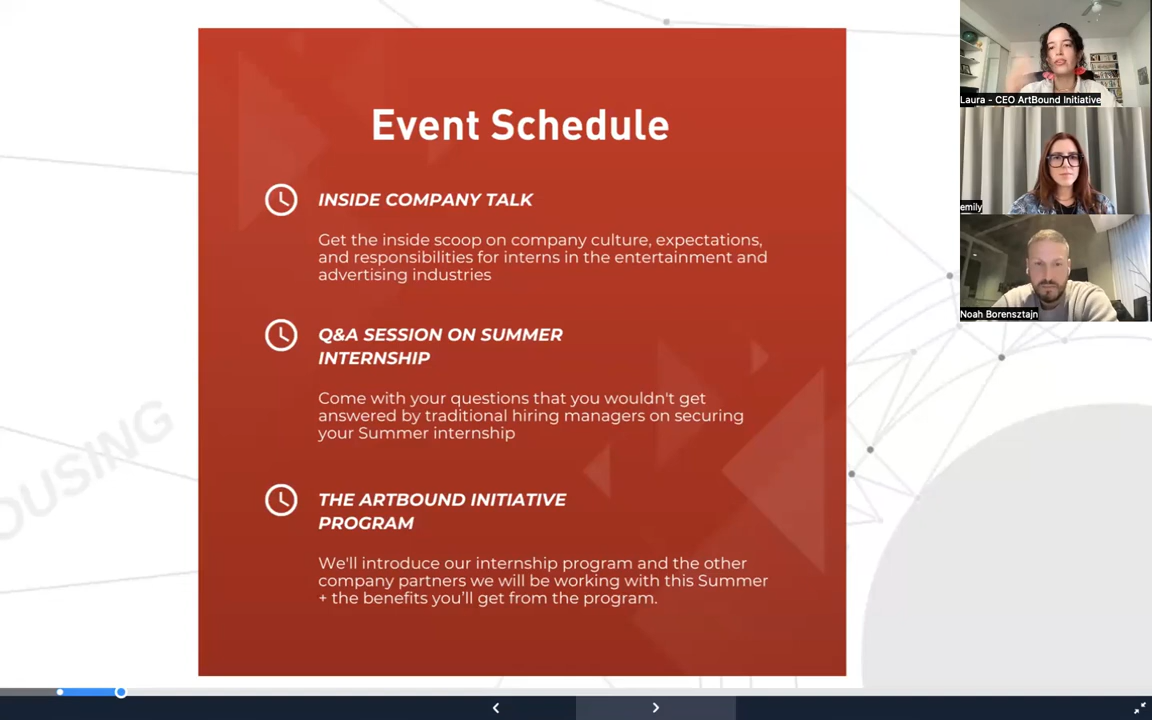 Event Schedule
INSIDE COMPANY TALK
Get the inside scoop on company culture, expectations,
and responsibilities for interns in the entertainment and
advertising industries
Q&A SESSION ON SUMMER
INTERNSHIP
Come with your questions that you wouldn't get
answered by traditional hiring managers on securing
your Summer internship
THE ARTBOUND INITIATIVE
PROGRAM
We'll introduce our internship program and the other
company partners we will be working with this Summer
+ the benefits you'll get from the program.
OUSING
Laura - CEO ArtBound Initiative
emily
Noah Borensztajn